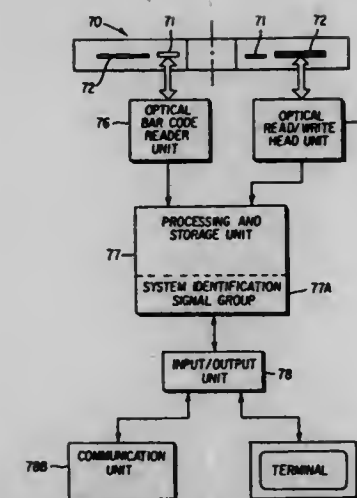 70
71
71
72
72
76
OPTICAL
BAR CODE
READER
UNIT
OPTICAL
READ/WRITE
HEAD UNIT
PROCESSING AND
STORAGE UNIT
77
SYSTEM IDENTIFICATION
SIGNAL GROUP
77A
INPUT/OUTPUT
UNIT
78
78B
COMMUNICATION
UNIT
TERMINAL